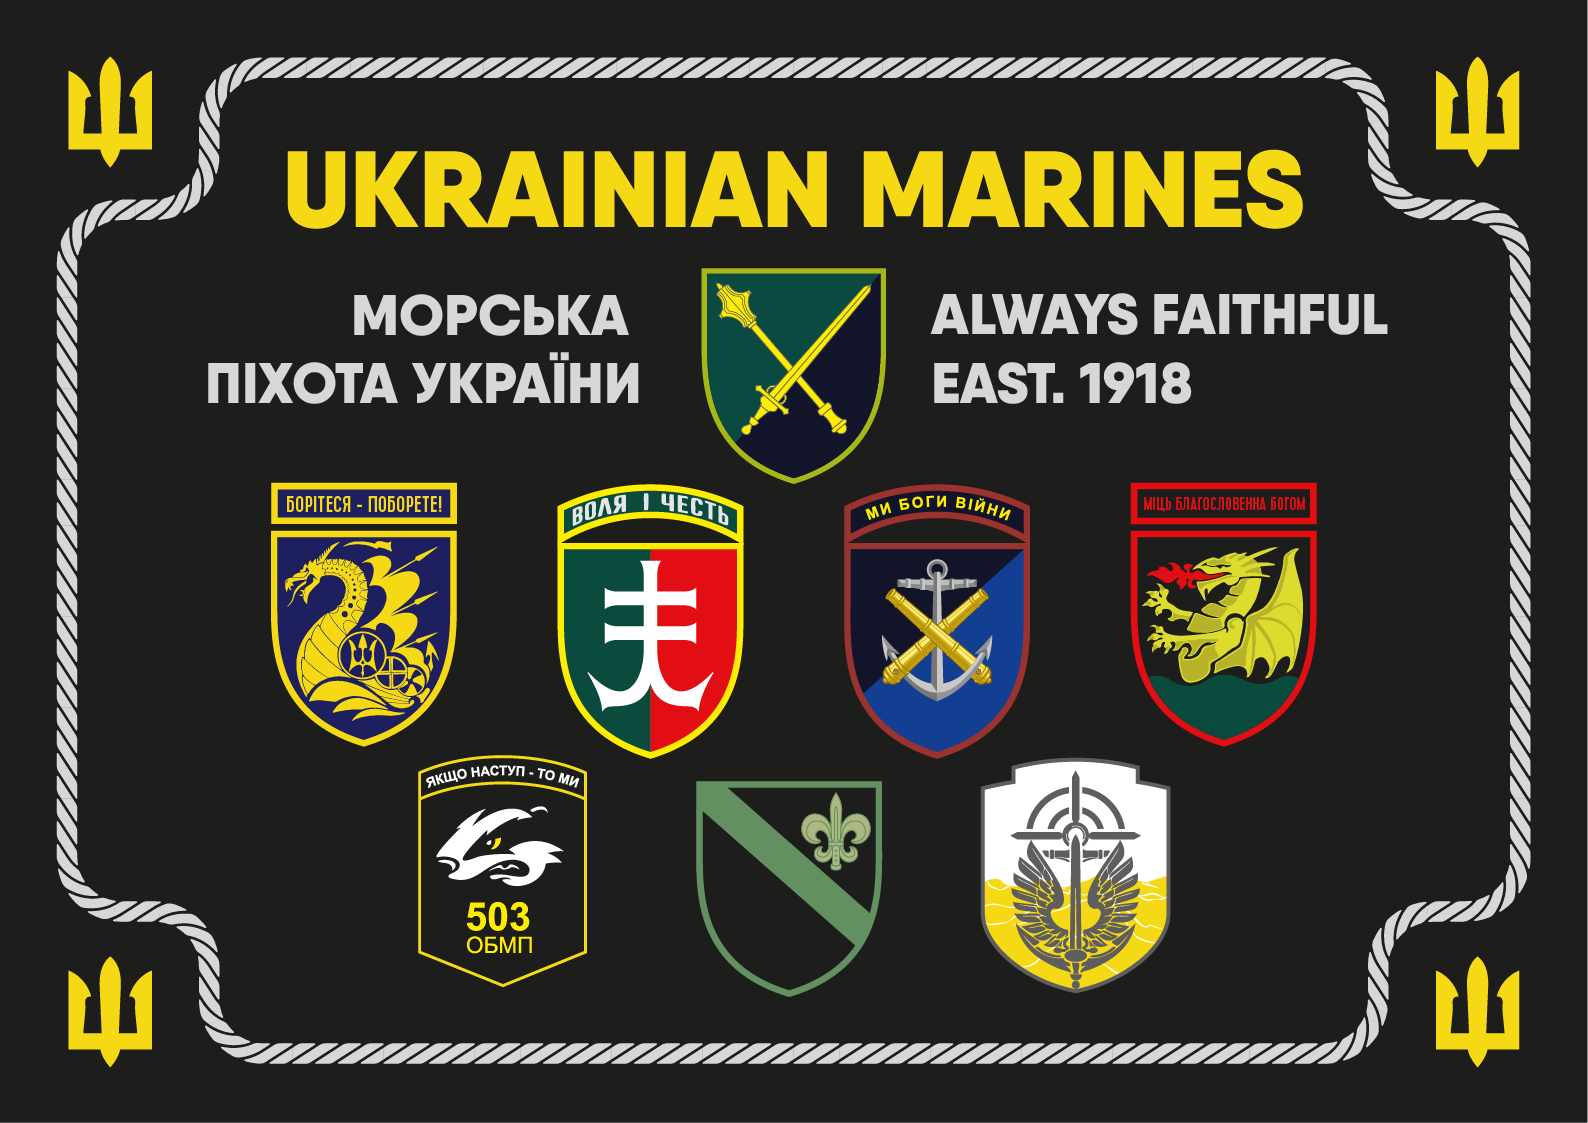 UKRAINIAN MARINES
МОРСЬКА
ПІХОТА УКРАЇНИ
ALWAYS FAITHFUL
EAST. 1918
БОРІТЕСЯ - ПОБОРЕТЕ!
ВОЛЯ І ЧЕСТЬ
МИ БОГИ ВІЙНИ
МІЦЬ БЛАГОСЛОВЕННА БОГОМ
ЯКЩО НАСТУП - ТО МИ
503
ОБМП